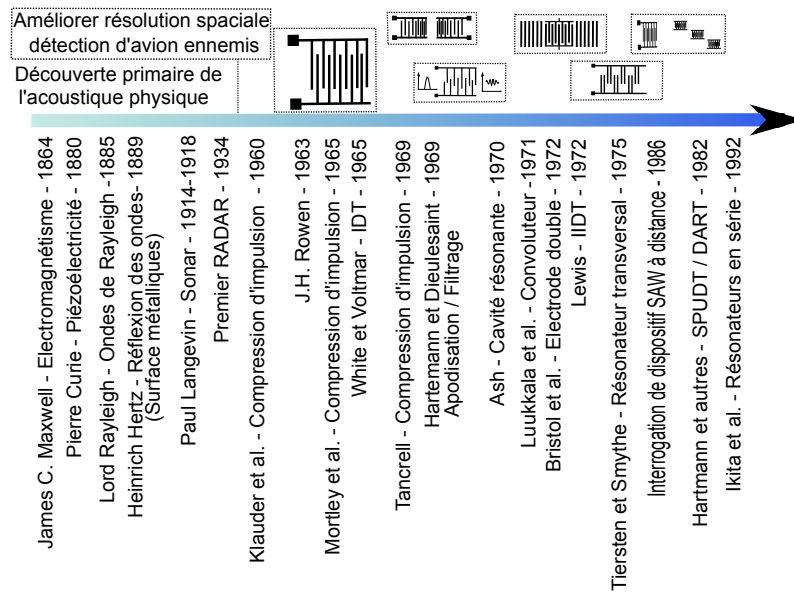 Améliorer résolution spaciale
détection d'avion ennemis
Découverte primaire de
l'acoustique physique
James C. Maxwell - Electromagnétisme - 1864
Pierre Curie - Piézoélectricité - 1880
Lord Rayleigh - Ondes de Rayleigh -1885
Heinrich Hertz - Réflexion des ondes- 1889
(Surface métalliques)
Paul Langevin - Sonar - 1914-1918
Premier RADAR - 1934
Klauder et al. - Compression d'impulsion - 1960
J.H. Rowen - 1963
Mortley et al. - Compression d'impulsion - 1965
White et Voltmar - IDT - 1965
Tancrell - Compression d'impulsion - 1969
Hartemann et Dieulesaint - 1969
Apodisation / Filtrage
Ash - Cavité résonante - 1970
Luukkala et al. - Convoluteur -1971
Bristol et al. - Electrode double - 1972
Lewis - IIDT - 1972
Tiersten et Smythe - Résonateur transversal - 1975
Interrogation de dispositif SAW à distance - 1986
Hartmann et autres - SPUDT / DART - 1982
Ikita et al. - Résonateurs en série - 1992